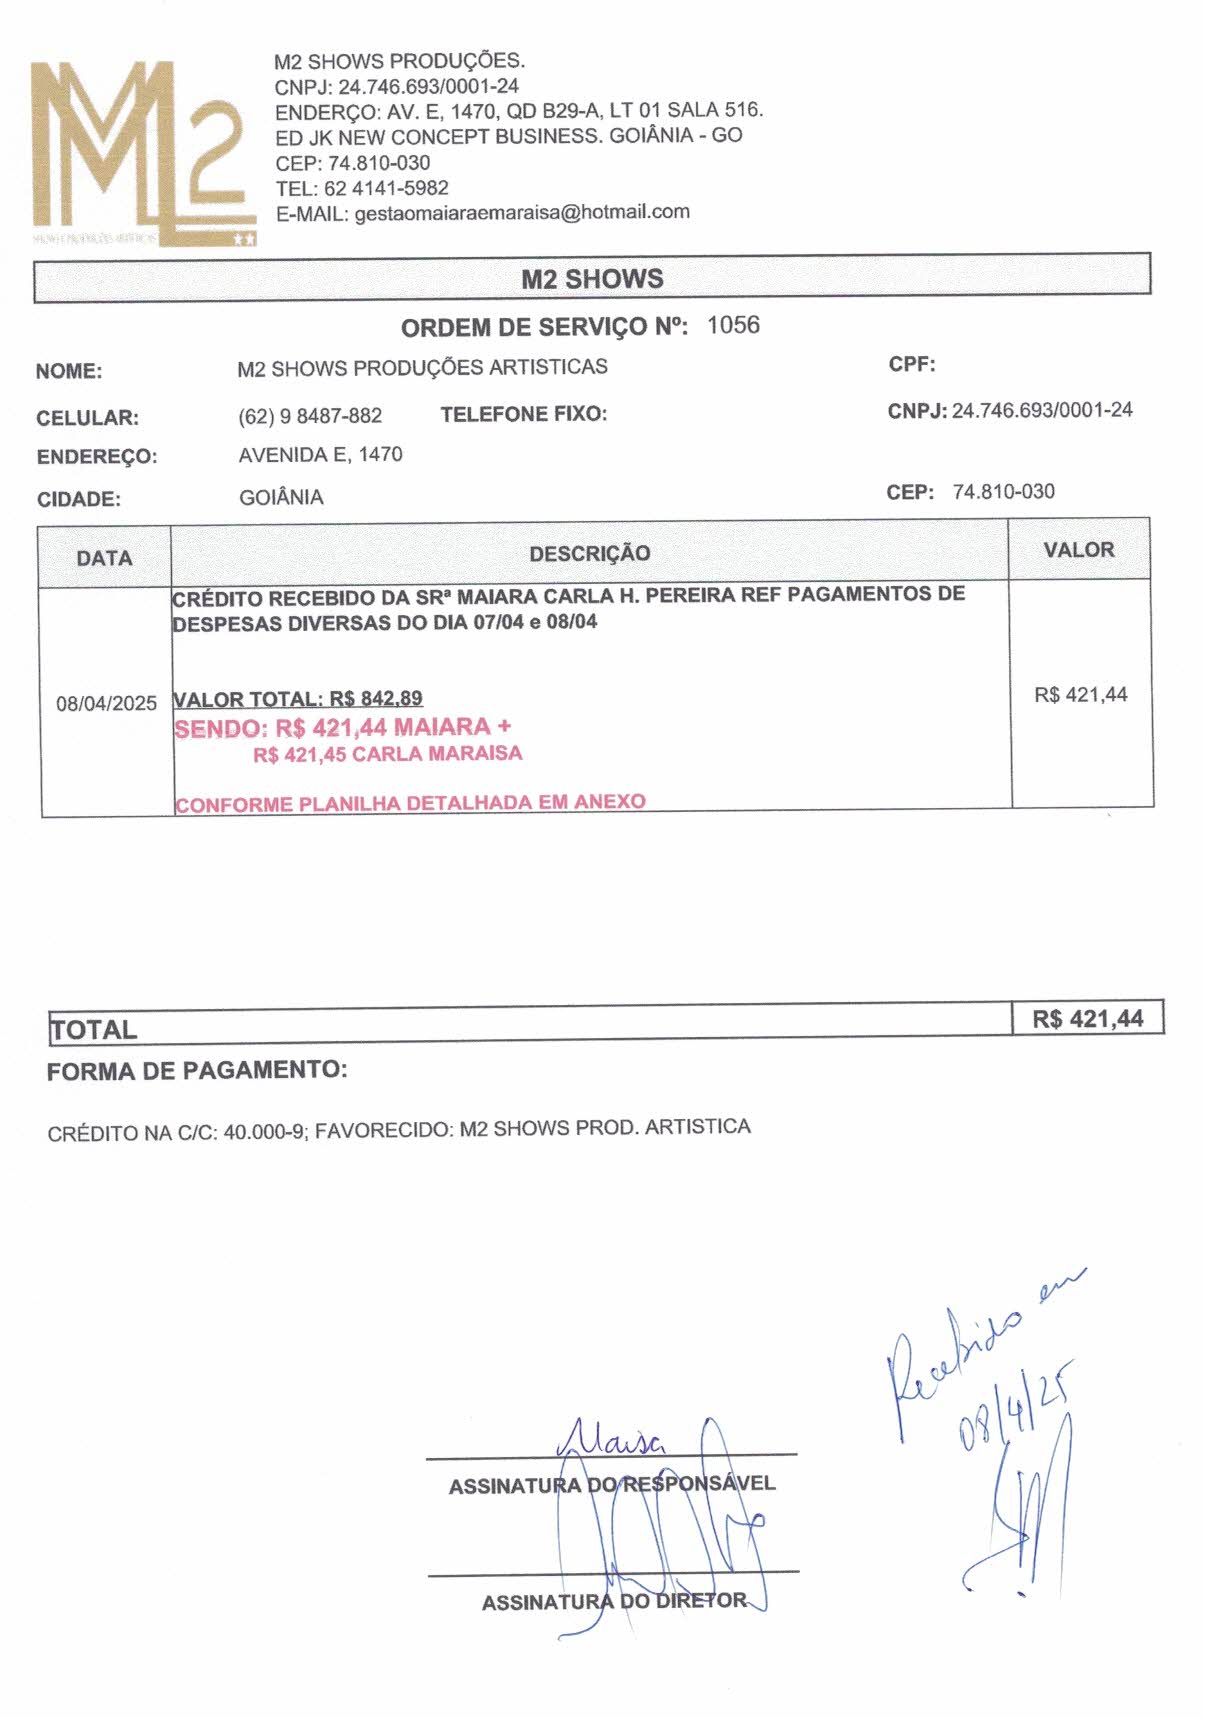 M2
SHOWS E PRODUÇÕES ARTÍSTICAS
M2 SHOWS PRODUÇÕES.
CNPJ: 24.746.693/0001-24
ENDERÇO: AV. E, 1470, QD B29-A, LT 01 SALA 516.
ED JK NEW CONCEPT BUSINESS. GOIÂNIA - GO
CEP: 74.810-030
TEL: 62 4141-5982
E-MAIL: gestaomaiaraemaraisa@hotmail.com
M2 SHOWS
ORDEM DE SERVIÇO Nº: 1056
NOME: M2 SHOWS PRODUÇÕES ARTISTICAS CPF:
CELULAR: (62) 9 8487-882 TELEFONE FIXO: CNPJ: 24.746.693/0001-24
ENDEREÇO: AVENIDA E, 1470
CIDADE: GOIÂNIA CEP: 74.810-030
DATA DESCRIÇÃO VALOR
CRÉDITO RECEBIDO DA SRª MAIARA CARLA H. PEREIRA REF PAGAMENTOS DE
DESPESAS DIVERSAS DO DIA 07/04 e 08/04
08/04/2025 VALOR TOTAL: R$ 842,89 R$ 421,44
SENDO: R$ 421,44 MAIARA +
R$ 421,45 CARLA MARAISA
CONFORME PLANILHA DETALHADA EM ANEXO
TOTAL R$ 421,44
FORMA DE PAGAMENTO:
CRÉDITO NA C/C: 40.000-9; FAVORECIDO: M2 SHOWS PROD. ARTISTICA
Recebido em
08/4/25
Maisa
ASSINATURA DO RESPONSÁVEL
ASSINATURA DO DIRETOR